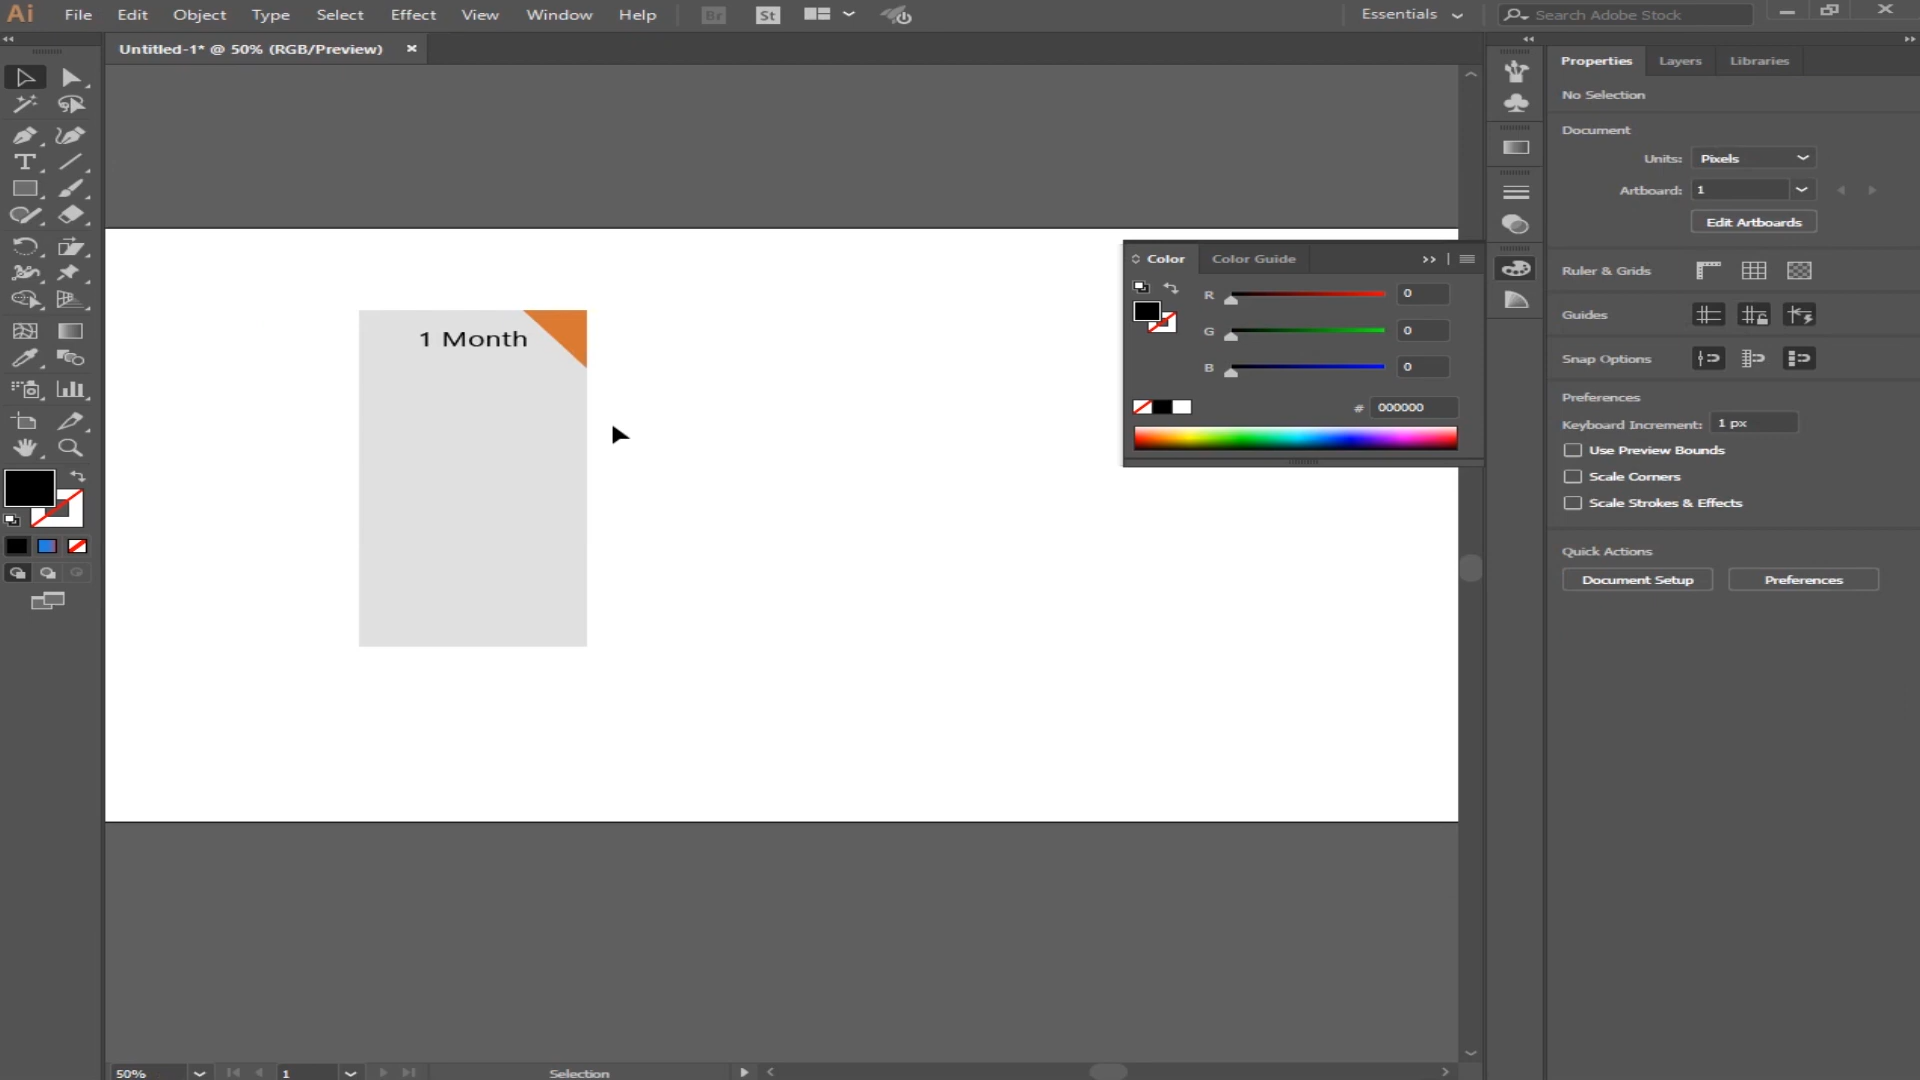 Ai File Edit Object Type Select Effect View Window Help Br St Essentials Search Adobe Stock
Untitled-1* @ 50% (RGB/Preview)
Properties Layers Libraries
No Selection
Document
Units: Pixels
Artboard: 1
Edit Artboards
Ruler & Grids
Guides
Snap Options
Preferences
Keyboard Increment: 1 px
Use Preview Bounds
Scale Corners
Scale Strokes & Effects
Quick Actions
Document Setup Preferences
Color Color Guide
R 0
G 0
B 0
# 000000
1 Month
50% 1 Selection